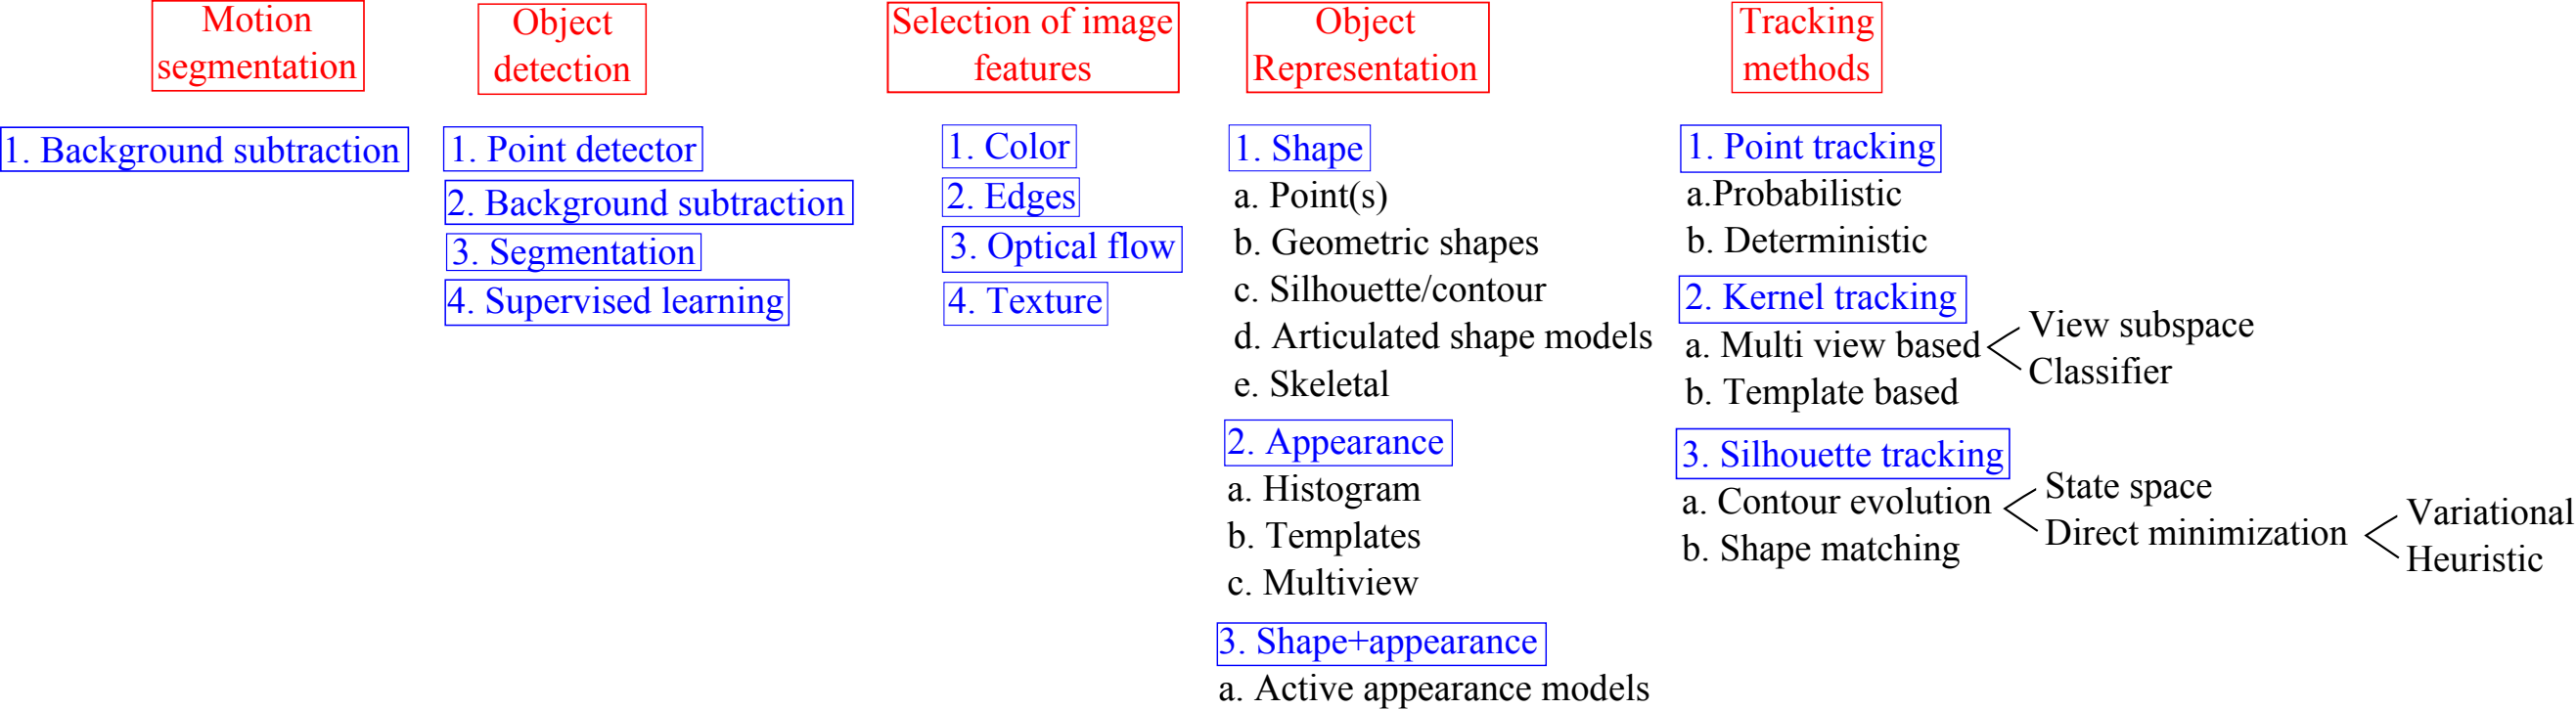 Motion
segmentation
1. Background subtraction
Object
detection
1. Point detector
2. Background subtraction
3. Segmentation
4. Supervised learning
Selection of image
features
1. Color
2. Edges
3. Optical flow
4. Texture
Object
Representation
1. Shape
a. Point(s)
b. Geometric shapes
c. Silhouette/contour
d. Articulated shape models
e. Skeletal
2. Appearance
a. Histogram
b. Templates
c. Multiview
3. Shape+appearance
a. Active appearance models
Tracking
methods
1. Point tracking
a.Probabilistic
b. Deterministic
2. Kernel tracking
a. Multi view based
View subspace
Classifier
b. Template based
3. Silhouette tracking
a. Contour evolution
State space
Direct minimization
Variational
Heuristic
b. Shape matching